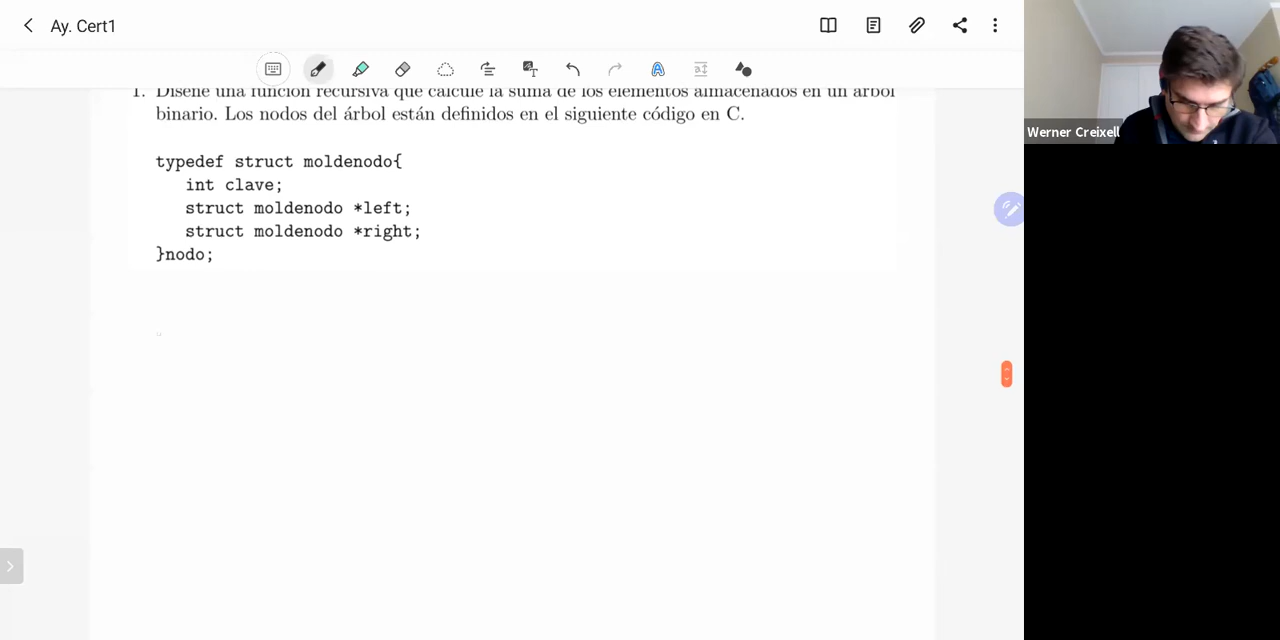 Ay. Cert1
1. Diseñe una función recursiva que calcule la suma de los elementos almacenados en un árbol
binario. Los nodos del árbol están definidos en el siguiente código en C.
typedef struct moldenodo{
int clave;
struct moldenodo *left;
struct moldenodo *right;
}nodo;
Werner Creixell